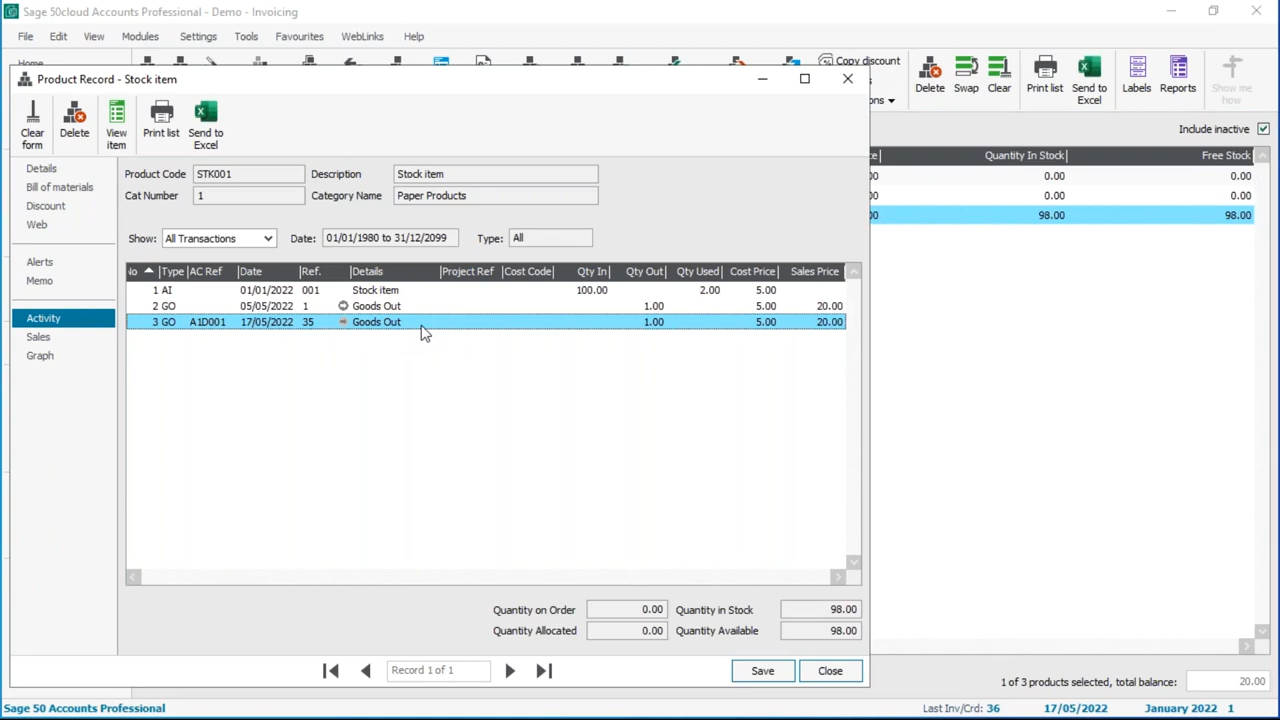 Sage 50cloud Accounts Professional - Demo - Invoicing
File Edit View Modules Settings Tools Favourites WebLinks Help
Copy discount
Product Record - Stock item
Clear form Delete View item Print list Send to Excel
Delete Swap Clear Print list Send to Excel Labels Reports Show me how
Include inactive
Quantity In Stock Free Stock
0.00 0.00
0.00 0.00
98.00 98.00
Details
Bill of materials
Discount
Web
Alerts
Memo
Activity
Sales
Graph
Product Code STK001 Description Stock item
Cat Number 1 Category Name Paper Products
Show: All Transactions Date: 01/01/1980 to 31/12/2099 Type: All
Type AC Ref Date Ref. Details Project Ref Cost Code Qty In Qty Out Qty Used Cost Price Sales Price
1 AI 01/01/2022 001 Stock item 100.00 2.00 5.00
2 GO 05/05/2022 1 Goods Out 1.00 5.00 20.00
3 GO A1D001 17/05/2022 35 Goods Out 1.00 5.00 20.00
Quantity on Order 0.00 Quantity in Stock 98.00
Quantity Allocated 0.00 Quantity Available 98.00
Record 1 of 1 Save Close
1 of 3 products selected, total balance: 20.00
Sage 50 Accounts Professional Last Inv/Crd: 36 17/05/2022 January 2022 1